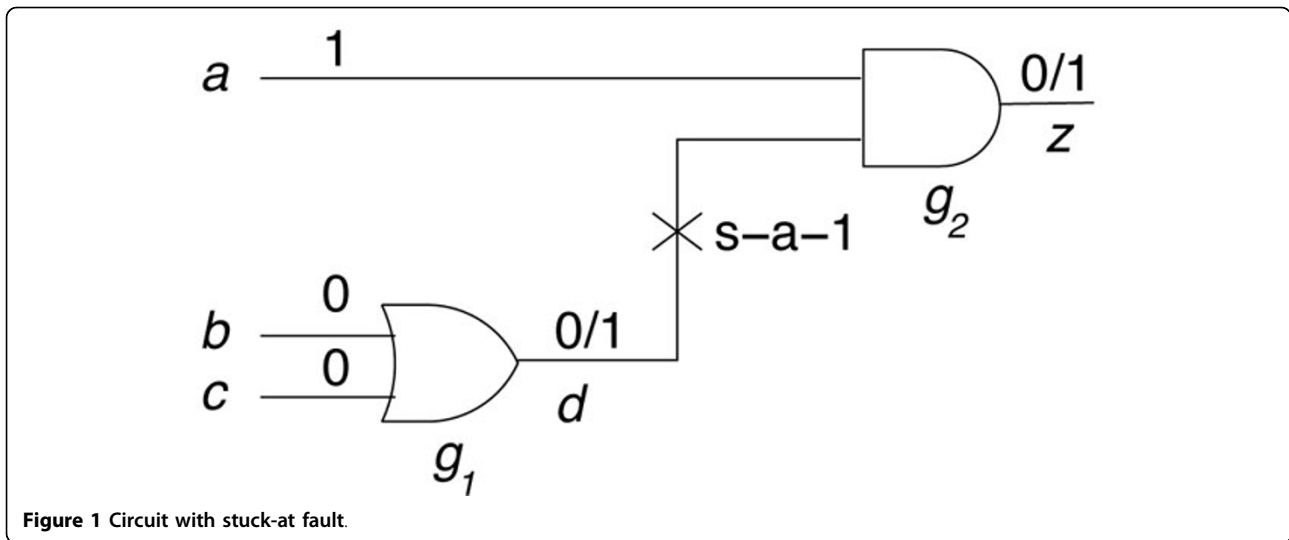 a 1
0/1
z
g2
s-a-1
b 0
c 0
0/1
d
g1
Figure 1 Circuit with stuck-at fault.